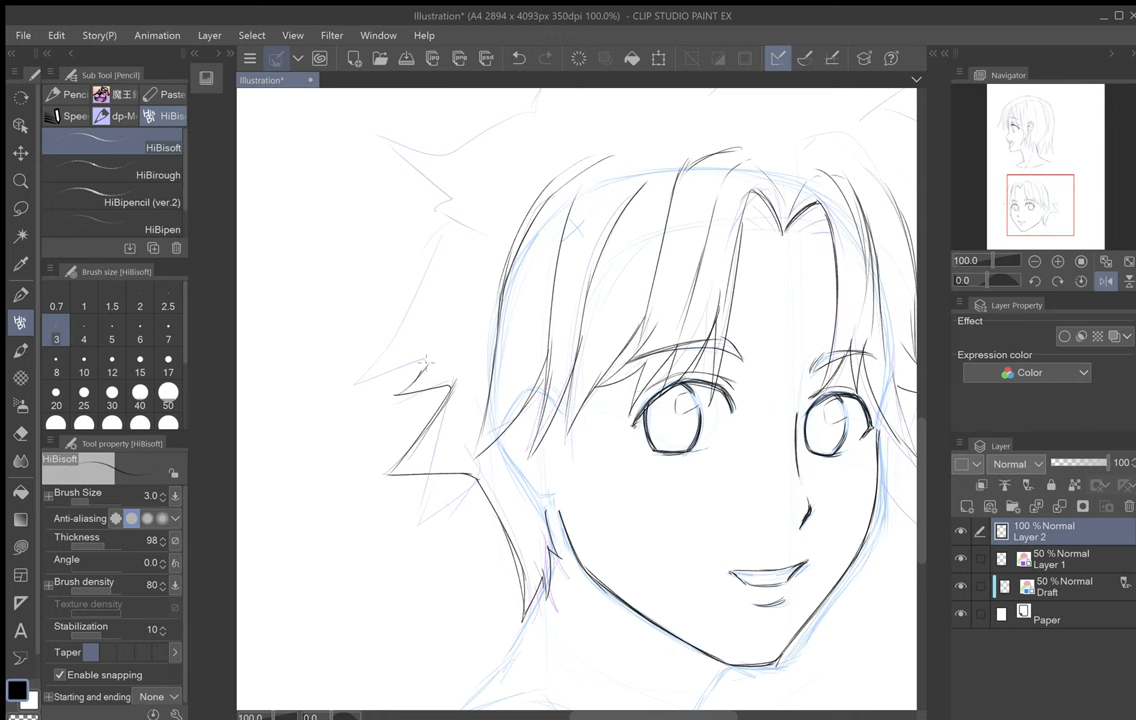 Illustration* (A4 2894 x 4093px 350dpi 100.0%) - CLIP STUDIO PAINT EX
File Edit Story(P) Animation Layer Select View Filter Window Help
Sub Tool [Pencil]
Illustration*
Navigator
Penc 魔王 Paste
Spee dp-M HiBis
HiBisoft
HiBirough
HiBipencil (ver.2)
HiBipen
Brush size [HiBisoft]
0.7 1 1.5 2 2.5
3 4 5 6 7
8 10 12 15 17
20 25 30 40 50
Tool property [HiBisoft]
HiBisoft
Brush Size 3.0
Anti-aliasing
Thickness 98
Angle 0.0
Brush density 80
Texture density
Stabilization 10
Taper
Enable snapping
Starting and ending None
100.0 0.0
100.0
0.0
Layer Property
Effect
Expression color
Color
Layer
Normal 100
100 %Normal
Layer 2
50 %Normal
Layer 1
50 %Normal
Draft
Paper